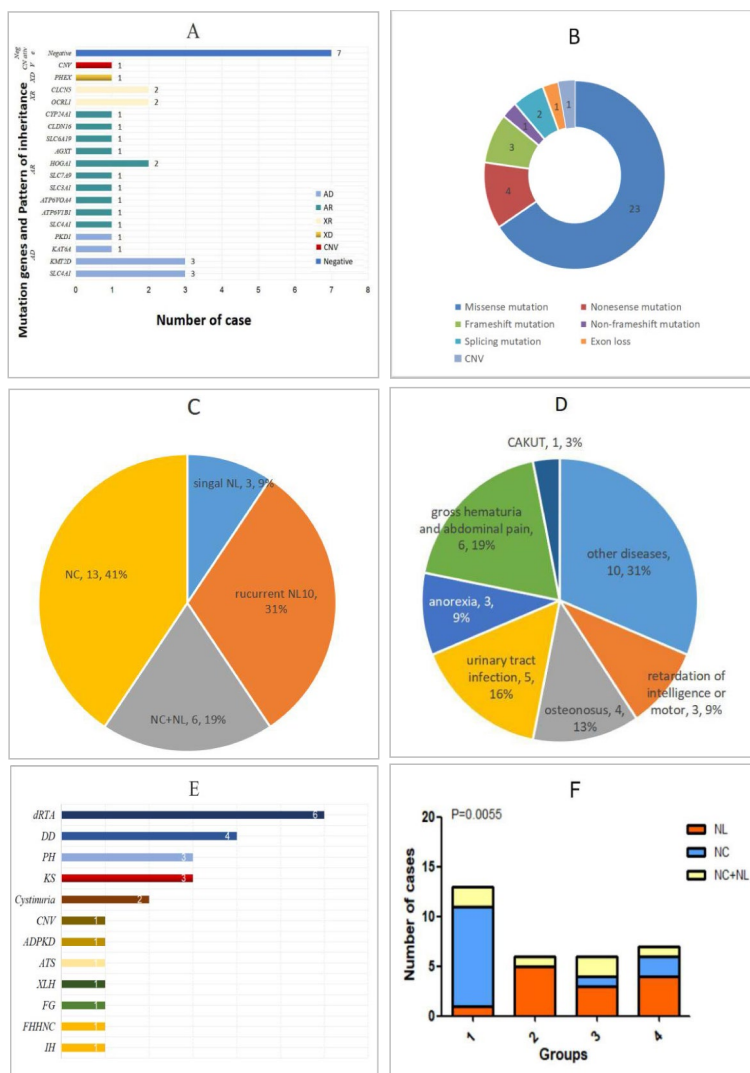 A
Mutation genes and Pattern of inheritance
Neg
ativ
e
CN
V
XD
XR
AR
AD
Negative 7
CNV 1
PHEX 1
CLCN5 2
OCRL1 2
CYP24A1 1
CLDN16 1
SLC6A19 1
AGXT 1
HOGA1 2
SLC7A9 1
SLC3A1 1
ATP6VOA4 1
ATP6V1B1 1
SLC4A1 1
PKD1 1
KAT6A 1
KMT2D 3
SLC4A1 3
AD
AR
XR
XD
CNV
Negative
0 1 2 3 4 5 6 7 8
Number of case
B
1 1
2
1
3
4
23
Missense mutation Nonesense mutation
Frameshift mutation Non-frameshift mutation
Splicing mutation Exon loss
CNV
C
singal NL, 3, 9%
NC, 13, 41%
rucurrent NL10,
31%
NC+NL, 6, 19%
D
CAKUT, 1, 3%
gross hematuria
and abdominal pain,
6, 19%
other diseases,
10, 31%
anorexia, 3,
9%
urinary tract
infection, 5,
16%
osteonosus, 4,
13%
retardation of
intelligence or
motor, 3, 9%
E
dRTA 6
DD 4
PH 3
KS 3
Cystinuria 2
CNV 1
ADPKD 1
ATS 1
XLH 1
FG 1
FHHNC 1
IH 1
F
P=0.0055
NL
NC
NC+NL
Number of cases
20
15
10
5
0
1 2 3 4
Groups